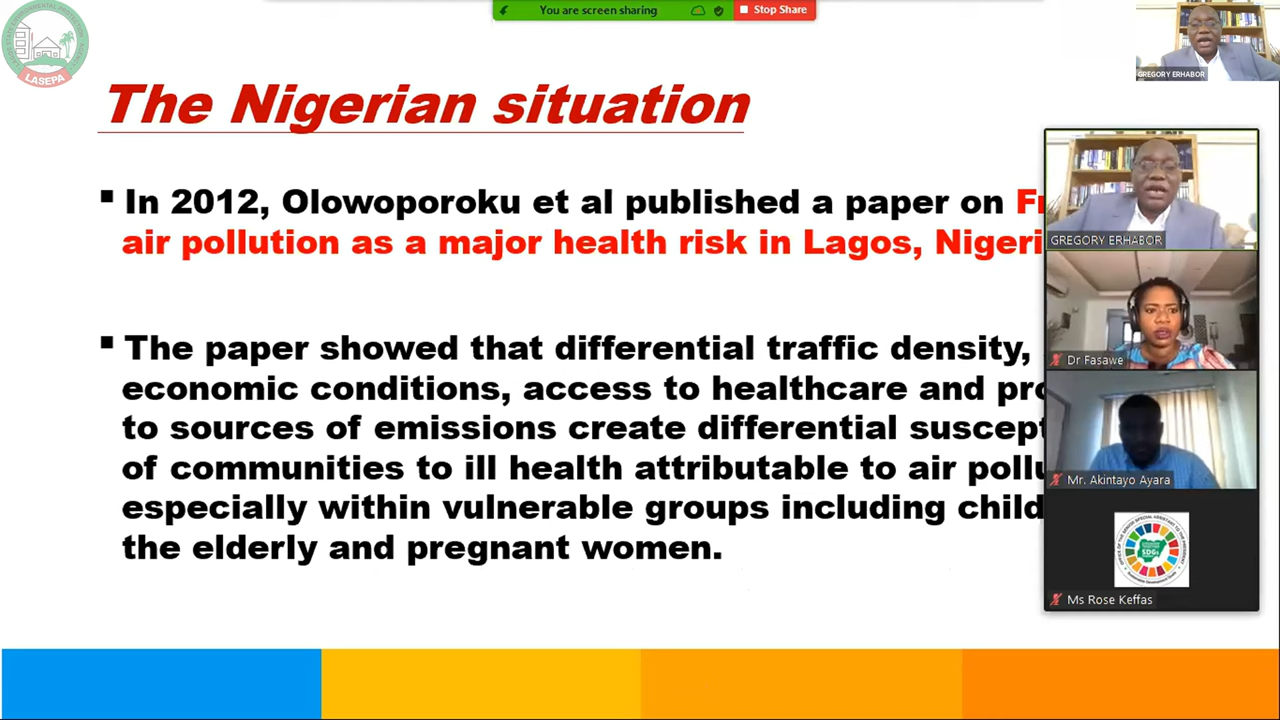 You are screen sharing
Stop Share
LASEPA
GREGORY ERHABOR
The Nigerian situation
In 2012, Olowoporoku et al published a paper on
air pollution as a major health risk in Lagos,
The paper showed that differential traffic density,
economic conditions, access to healthcare and
to sources of emissions create differential
of communities to ill health attributable to air
especially within vulnerable groups including
the elderly and pregnant women.
GREGORY ERHABOR
Dr Fasawe
Mr. Akintayo Ayara
SDGs
Ms Rose Keffas